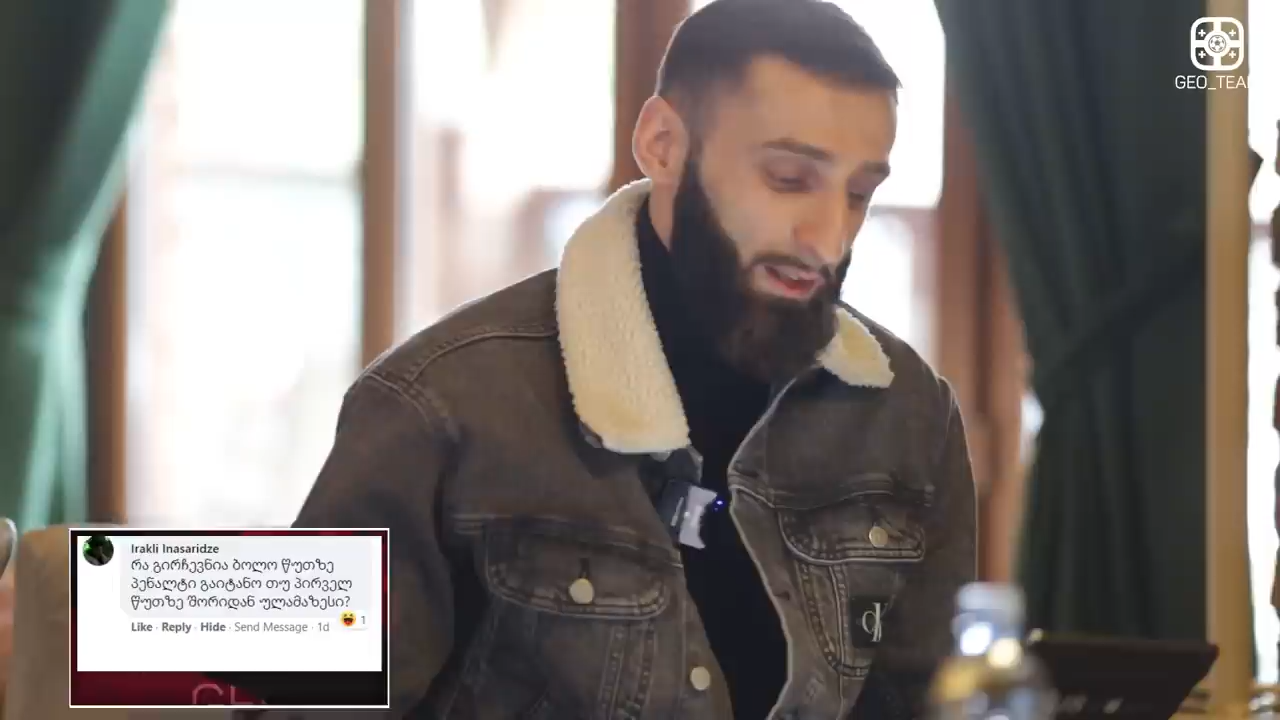 GEO_TEA
Irakli Inasaridze
რა გირჩევნია ბოლო წუთზე
პენალტი გაიტანო თუ პირველ
წუთზე შორიდან ულამაზესი?
Like · Reply · Hide · Send Message · 1d
1
CK